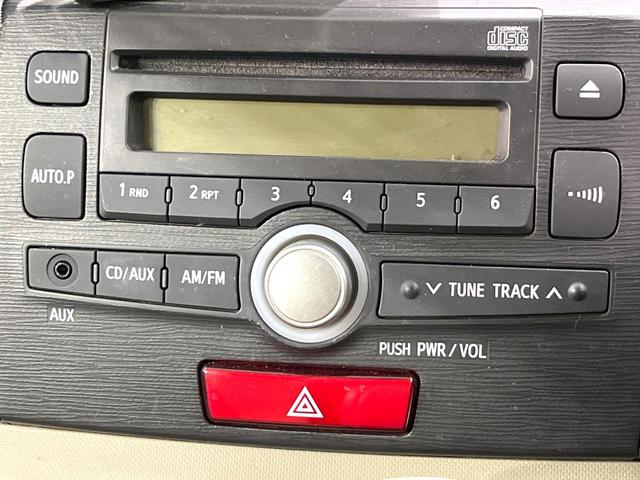 COMPACT
disc
DIGITAL AUDIO
SOUND
AUTO.P
1 RND
2 RPT
3
4
5
6
CD/AUX
AM/FM
TUNE TRACK
AUX
PUSH PWR/VOL